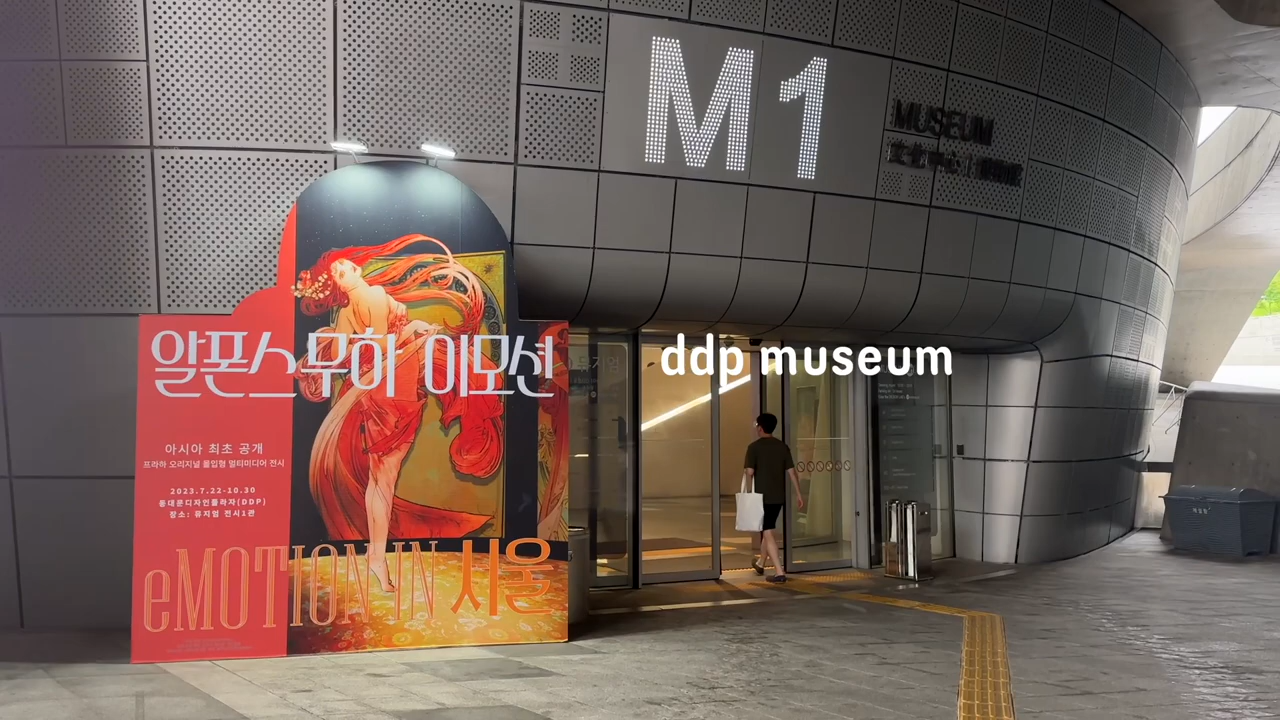 M1
MUSEUM
알폰스 무하 이모션
아시아 최초 공개
프라하 오리지널 몰입형 멀티미디어 전시
2023.7.22-10.30
동대문디자인플라자(DDP)
장소: 뮤지엄 전시1관
eMOTION IN 서울
뮤지엄
ddp museum